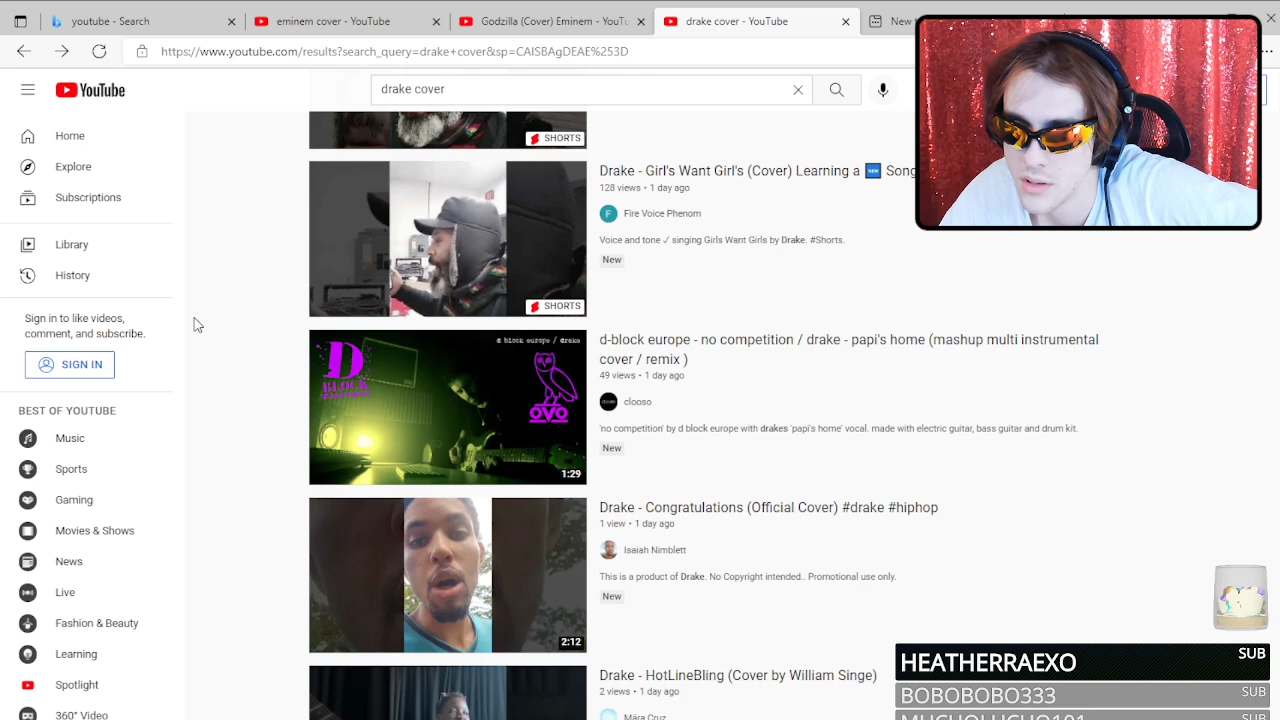 youtube - Search
eminem cover - YouTube
Godzilla (Cover) Eminem - YouTu
drake cover - YouTube
New
https://www.youtube.com/results?search_query=drake+cover&sp=CAISBAgDEAE%253D
YouTube
drake cover
Home
Explore
Subscriptions
Library
History
Sign in to like videos,
comment, and subscribe.
SIGN IN
BEST OF YOUTUBE
Music
Sports
Gaming
Movies & Shows
News
Live
Fashion & Beauty
Learning
Spotlight
360° Video
SHORTS
SHORTS
Drake - Girl's Want Girl's (Cover) Learning a NEW Song
128 views • 1 day ago
F
Fire Voice Phenom
Voice and tone ✓ singing Girls Want Girls by Drake. #Shorts.
New
d block europe / drake
D
BLOCK
OVO
1:29
d-block europe - no competition / drake - papi's home (mashup multi instrumental
cover / remix )
49 views • 1 day ago
clooso
'no competition' by d block europe with drakes 'papi's home' vocal. made with electric guitar, bass guitar and drum kit.
New
2:12
Drake - Congratulations (Official Cover) #drake #hiphop
1 view • 1 day ago
Isaiah Nimblett
This is a product of Drake. No Copyright intended.. Promotional use only.
New
Drake - HotLineBling (Cover by William Singe)
2 views • 1 day ago
Mára Cruz
HEATHERRAEXO SUB
BOBOBOBO333 SUB
MUCHOLUCHO101 SUB